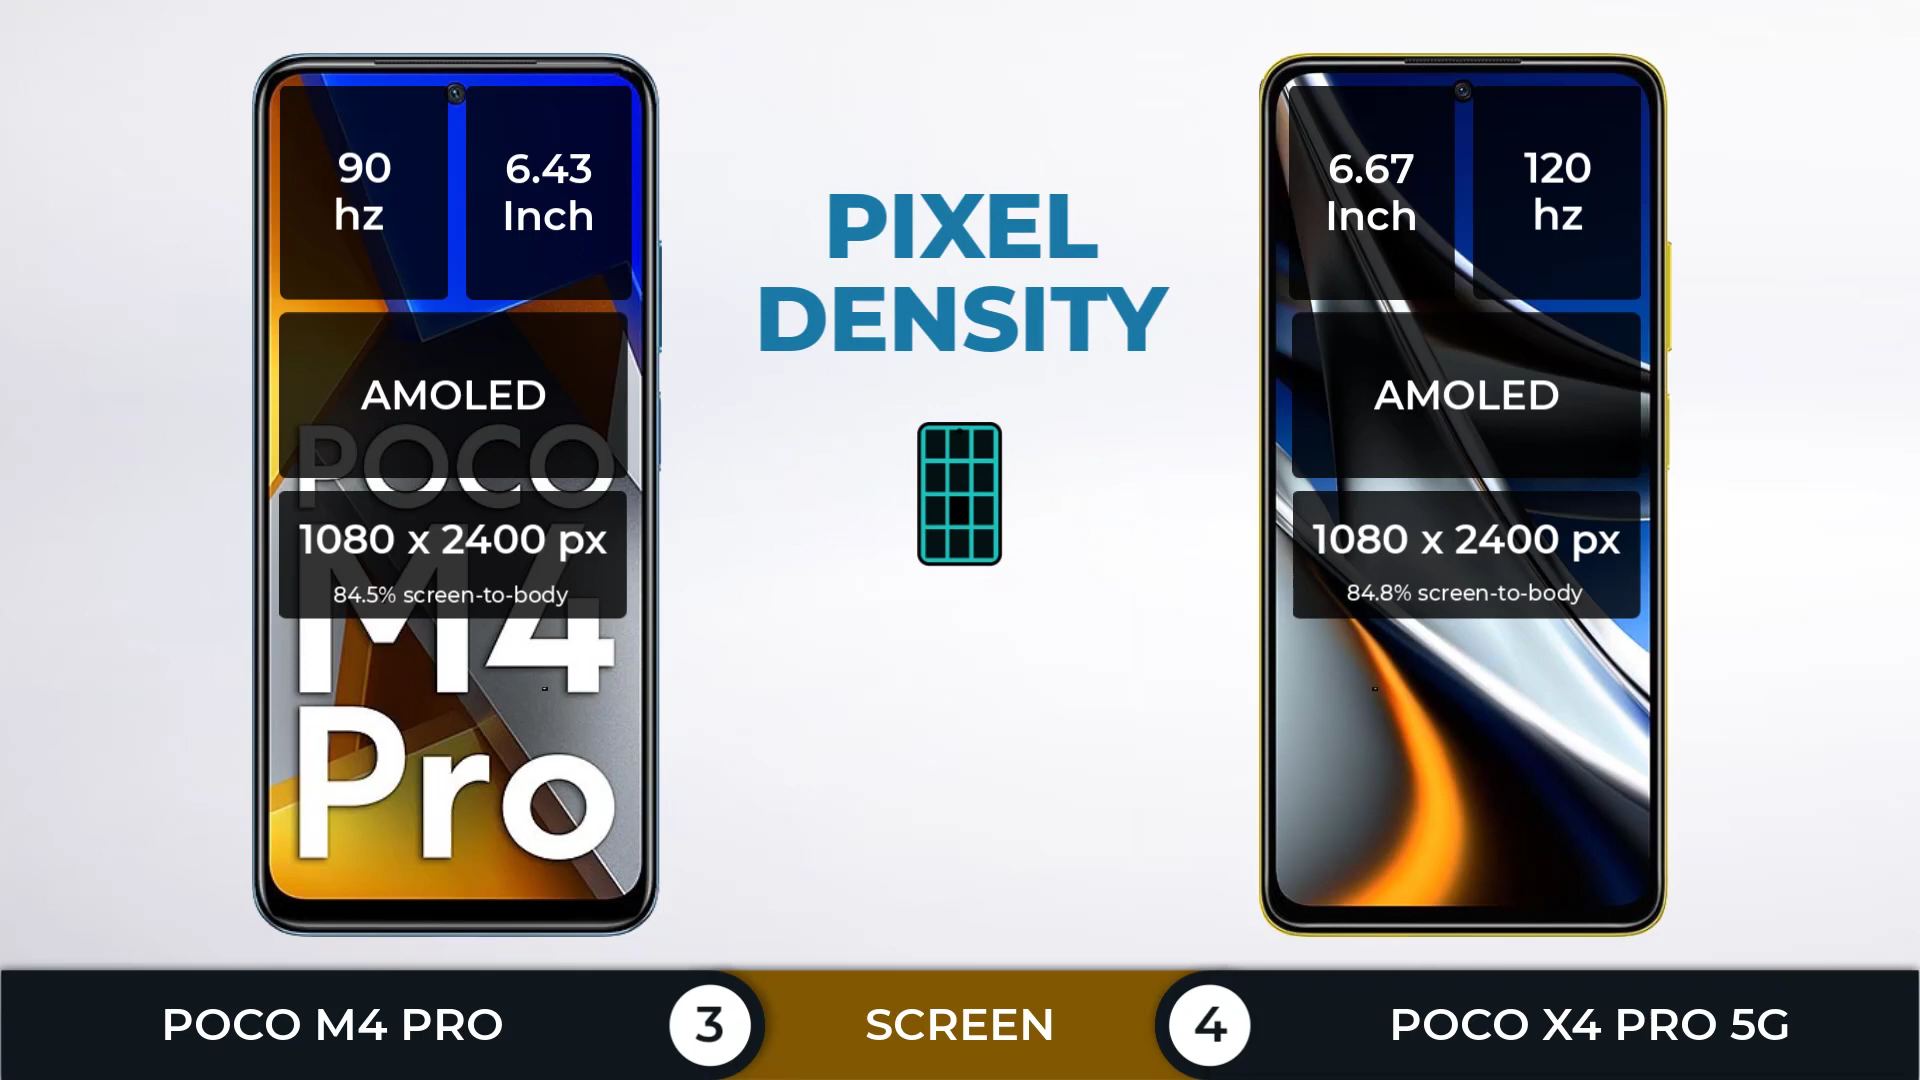 90
hz
6.43
Inch
AMOLED
POCO
1080 x 2400 px
84.5% screen-to-body
M4
Pro
PIXEL
DENSITY
6.67
Inch
120
hz
AMOLED
1080 x 2400 px
84.8% screen-to-body
POCO M4 PRO
3
SCREEN
4
POCO X4 PRO 5G